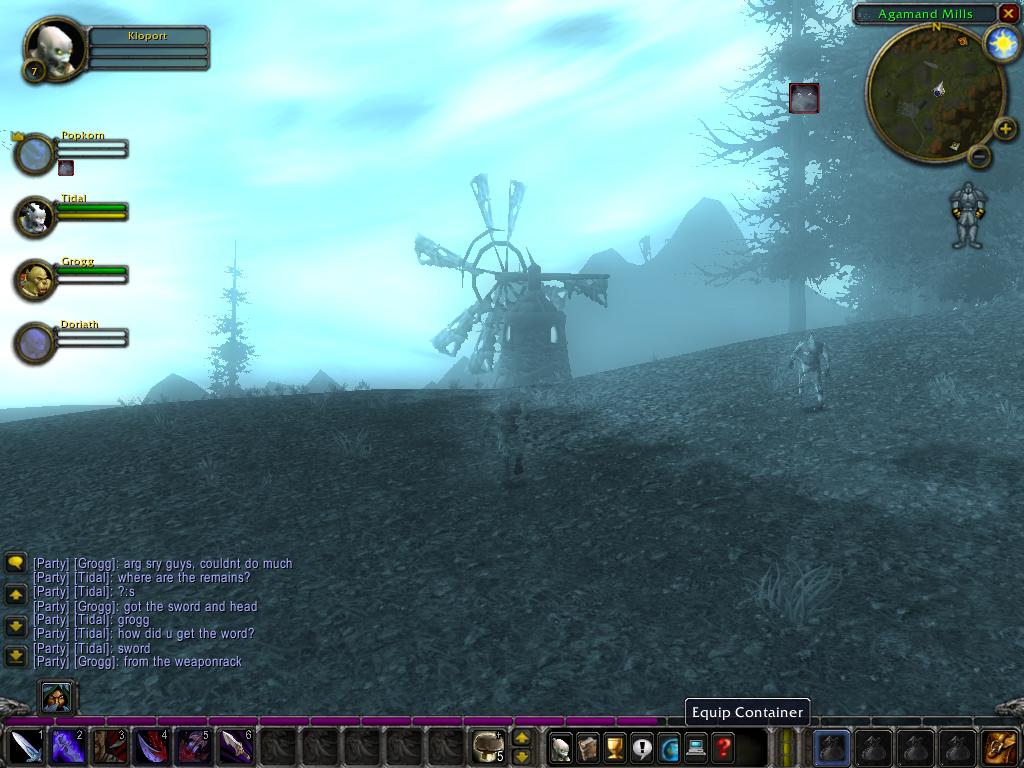 Kloport
7
Agamand Mills
N
Popkorn
Tidal
Grogg
Doriath
[Party] [Grogg]: arg sry guys, couldnt do much
[Party] [Tidal]: where are the remains?
[Party] [Tidal]: ?:s
[Party] [Grogg]: got the sword and head
[Party] [Tidal]: grogg
[Party] [Tidal]: how did u get the word?
[Party] [Tidal]: sword
[Party] [Grogg]: from the weaponrack
Equip Container
1 2 3 4 5 6
5